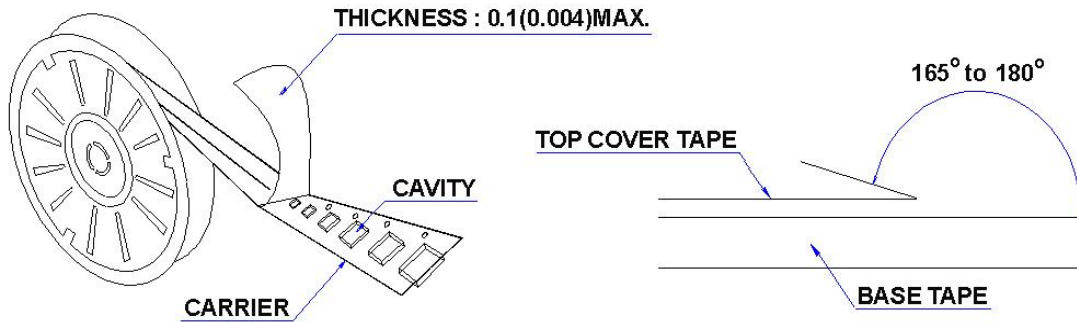 THICKNESS : 0.1(0.004)MAX.
CAVITY
CARRIER
165° to 180°
TOP COVER TAPE
BASE TAPE